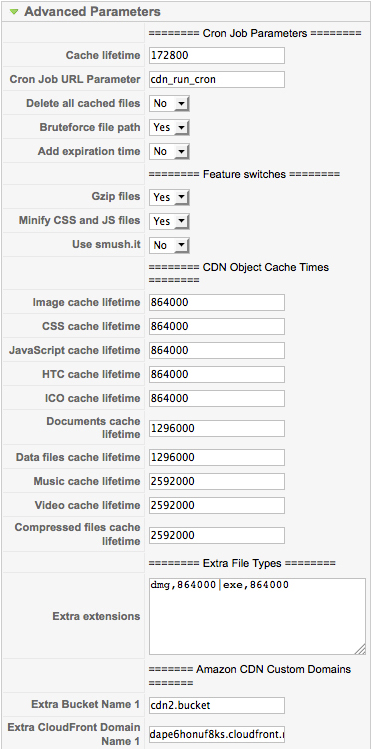 Advanced Parameters
======== Cron Job Parameters ========
Cache lifetime 172800
Cron Job URL Parameter cdn_run_cron
Delete all cached files No
Bruteforce file path Yes
Add expiration time No
======== Feature switches ========
Gzip files Yes
Minify CSS and JS files Yes
Use smush.it No
======== CDN Object Cache Times
========
Image cache lifetime 864000
CSS cache lifetime 864000
JavaScript cache lifetime 864000
HTC cache lifetime 864000
ICO cache lifetime 864000
Documents cache
lifetime 1296000
Data files cache lifetime 1296000
Music cache lifetime 2592000
Video cache lifetime 2592000
Compressed files cache
lifetime 2592000
======== Extra File Types ========
Extra extensions
dmg,864000|exe,864000
======= Amazon CDN Custom Domains
=======
Extra Bucket Name 1 cdn2.bucket
Extra CloudFront Domain
Name 1 dape6honuf8ks.cloudfront.